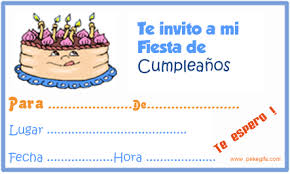 Te invito a mi
Fiesta de
Cumpleaños
Para ........................ De........................
Lugar ........................................
Fecha .................Hora .................
Te espero !
www.pekegifs.com